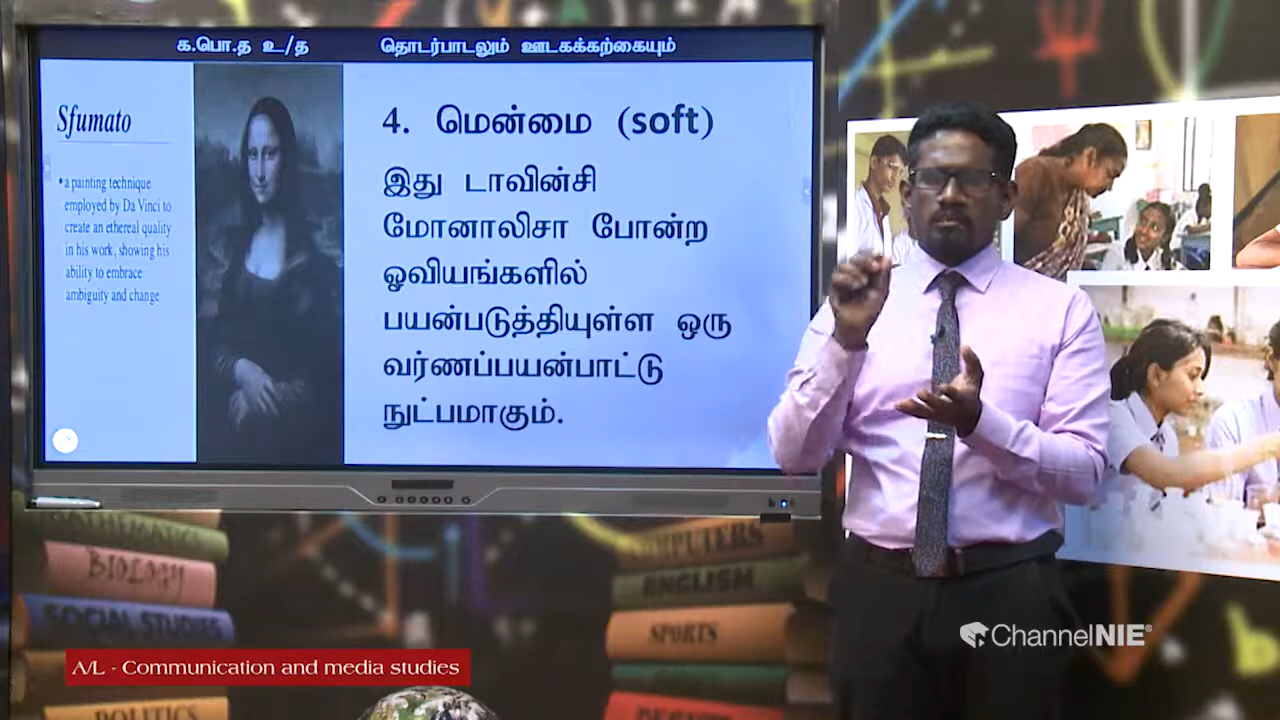 க.பொ.த உ/த தொடர்பாடலும் ஊடகக்கற்கையும்
Sfumato
• a painting technique
employed by Da Vinci to
create an ethereal quality
in his work, showing his
ability to embrace
ambiguity and change
4. மென்மை (soft)
இது டாவின்சி
மோனாலிசா போன்ற
ஓவியங்களில்
பயன்படுத்தியுள்ள ஒரு
வர்ணப்பயன்பாட்டு
நுட்பமாகும்.
MATHEMATICS
BIOLOGY
SOCIAL STUDIES
POLITICS
COMPUTERS
ENGLISH
SPORTS
ChannelNIE®
A/L - Communication and media studies